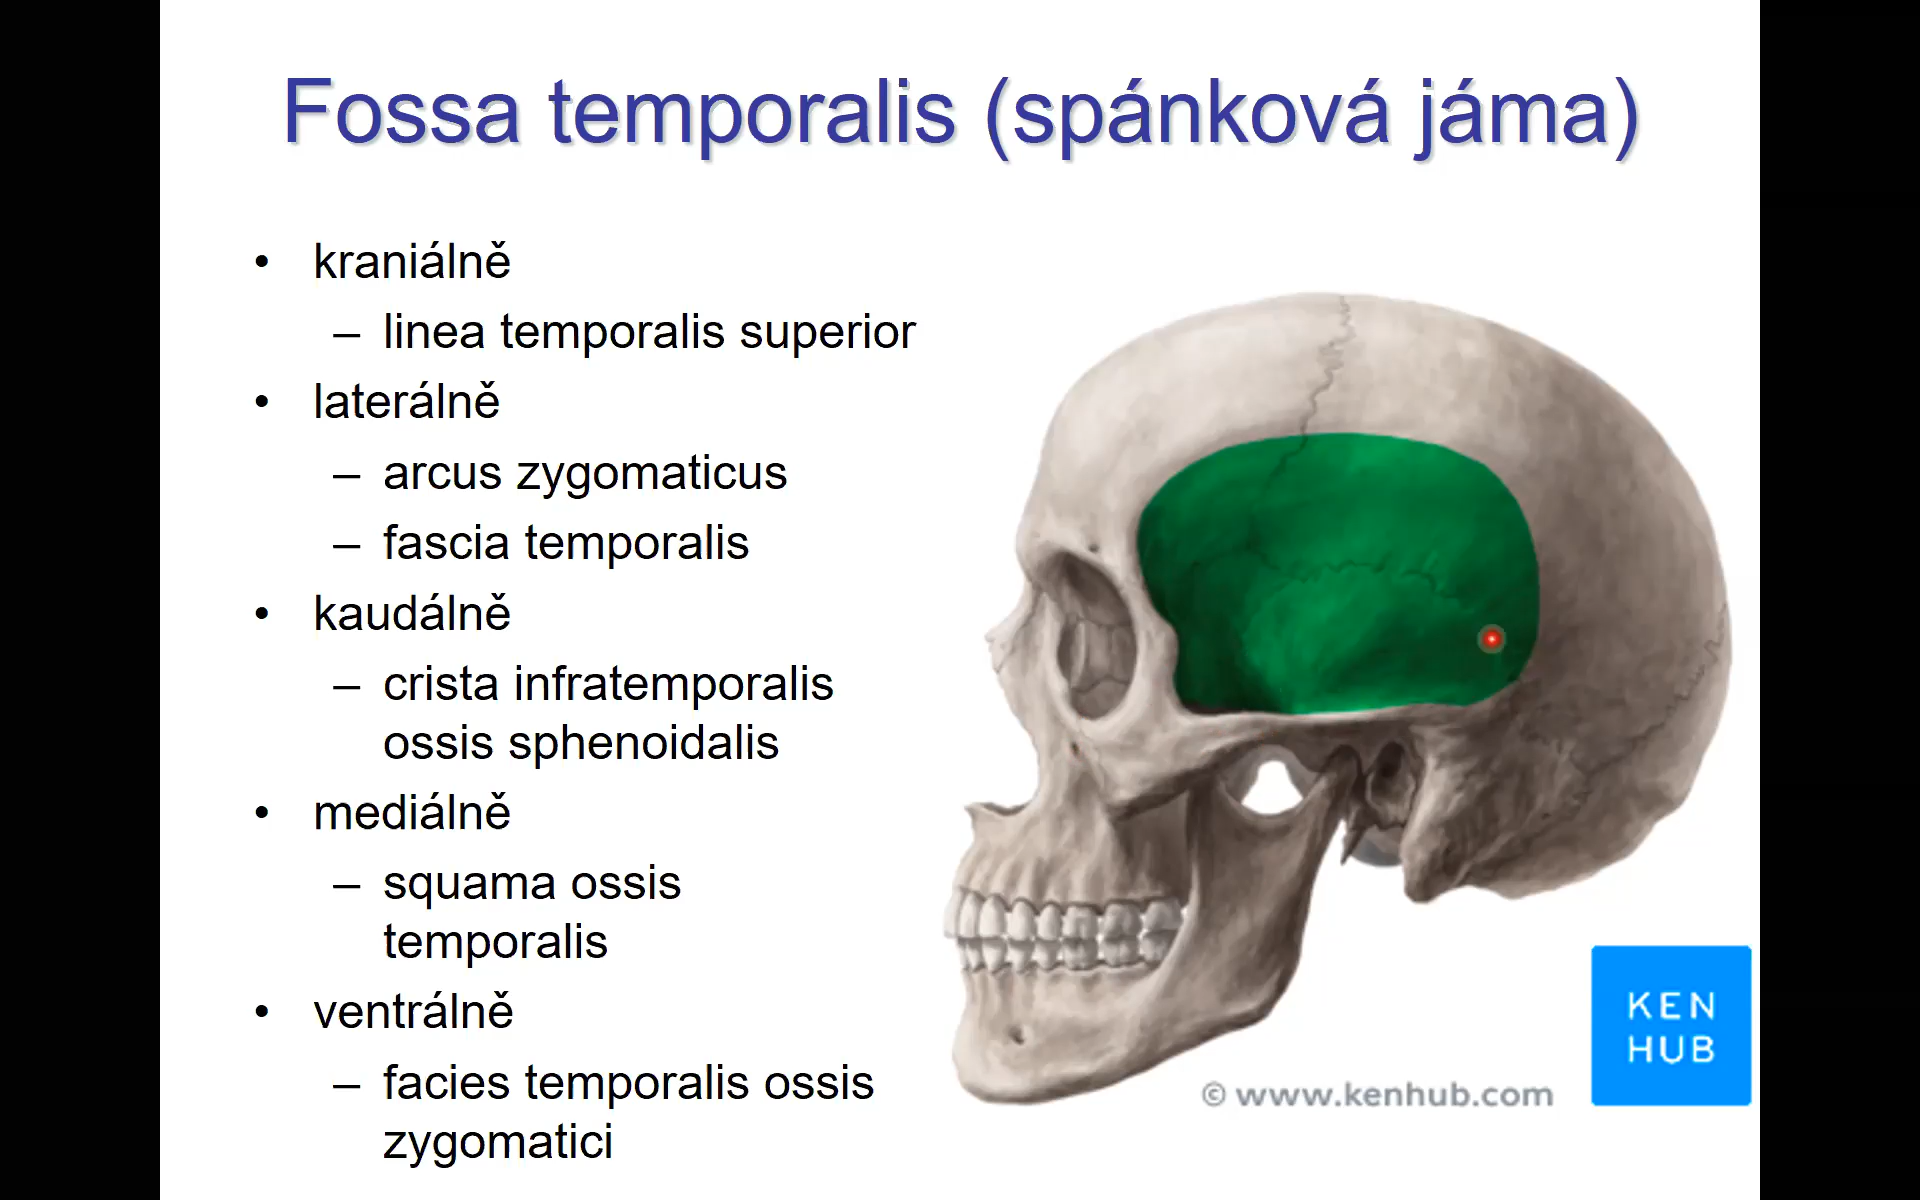 Fossa temporalis (spánková jáma)
• kraniálně
– linea temporalis superior
• laterálně
– arcus zygomaticus
– fascia temporalis
• kaudálně
– crista infratemporalis
ossis sphenoidalis
• mediálně
– squama ossis
temporalis
• ventrálně
– facies temporalis ossis
zygomatici
KEN
HUB
© www.kenhub.com